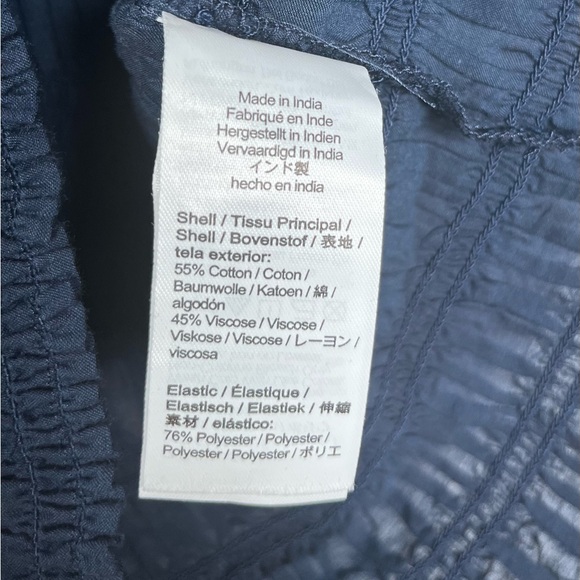 Made in India
Fabriqué en Inde
Hergestellt in Indien
Vervaardigd in India
インド製
hecho en india
Shell / Tissu Principal /
Shell / Bovenstof / 表地 /
tela exterior:
55% Cotton / Coton /
Baumwolle / Katoen / 綿 /
algodón
45% Viscose / Viscose /
Viskose / Viscose / レーヨン /
viscosa
Elastic / Élastique /
Elastisch / Elastiek / 伸縮
素材 / elástico:
76% Polyester / Polyester /
Polyester / Polyester / ポリエ